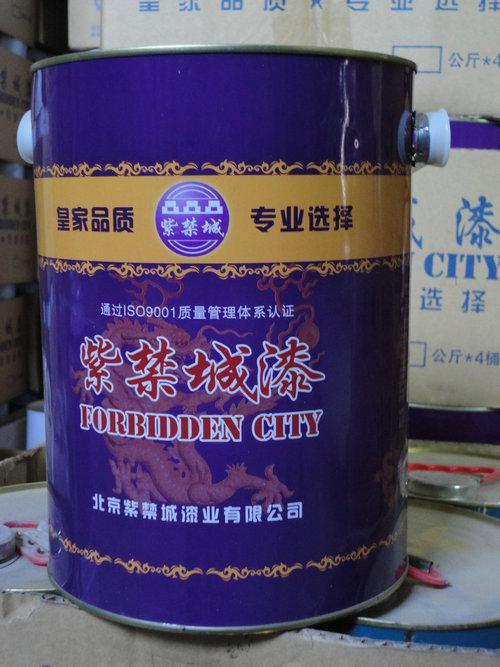 皇家品质·专业选择
公斤*4
皇家品质
紫禁城
专业选择
通过ISO9001质量管理体系认证
紫禁城漆
FORBIDDEN CITY
北京紫禁城漆业有限公司
城漆
CITY
选择
公斤*4桶